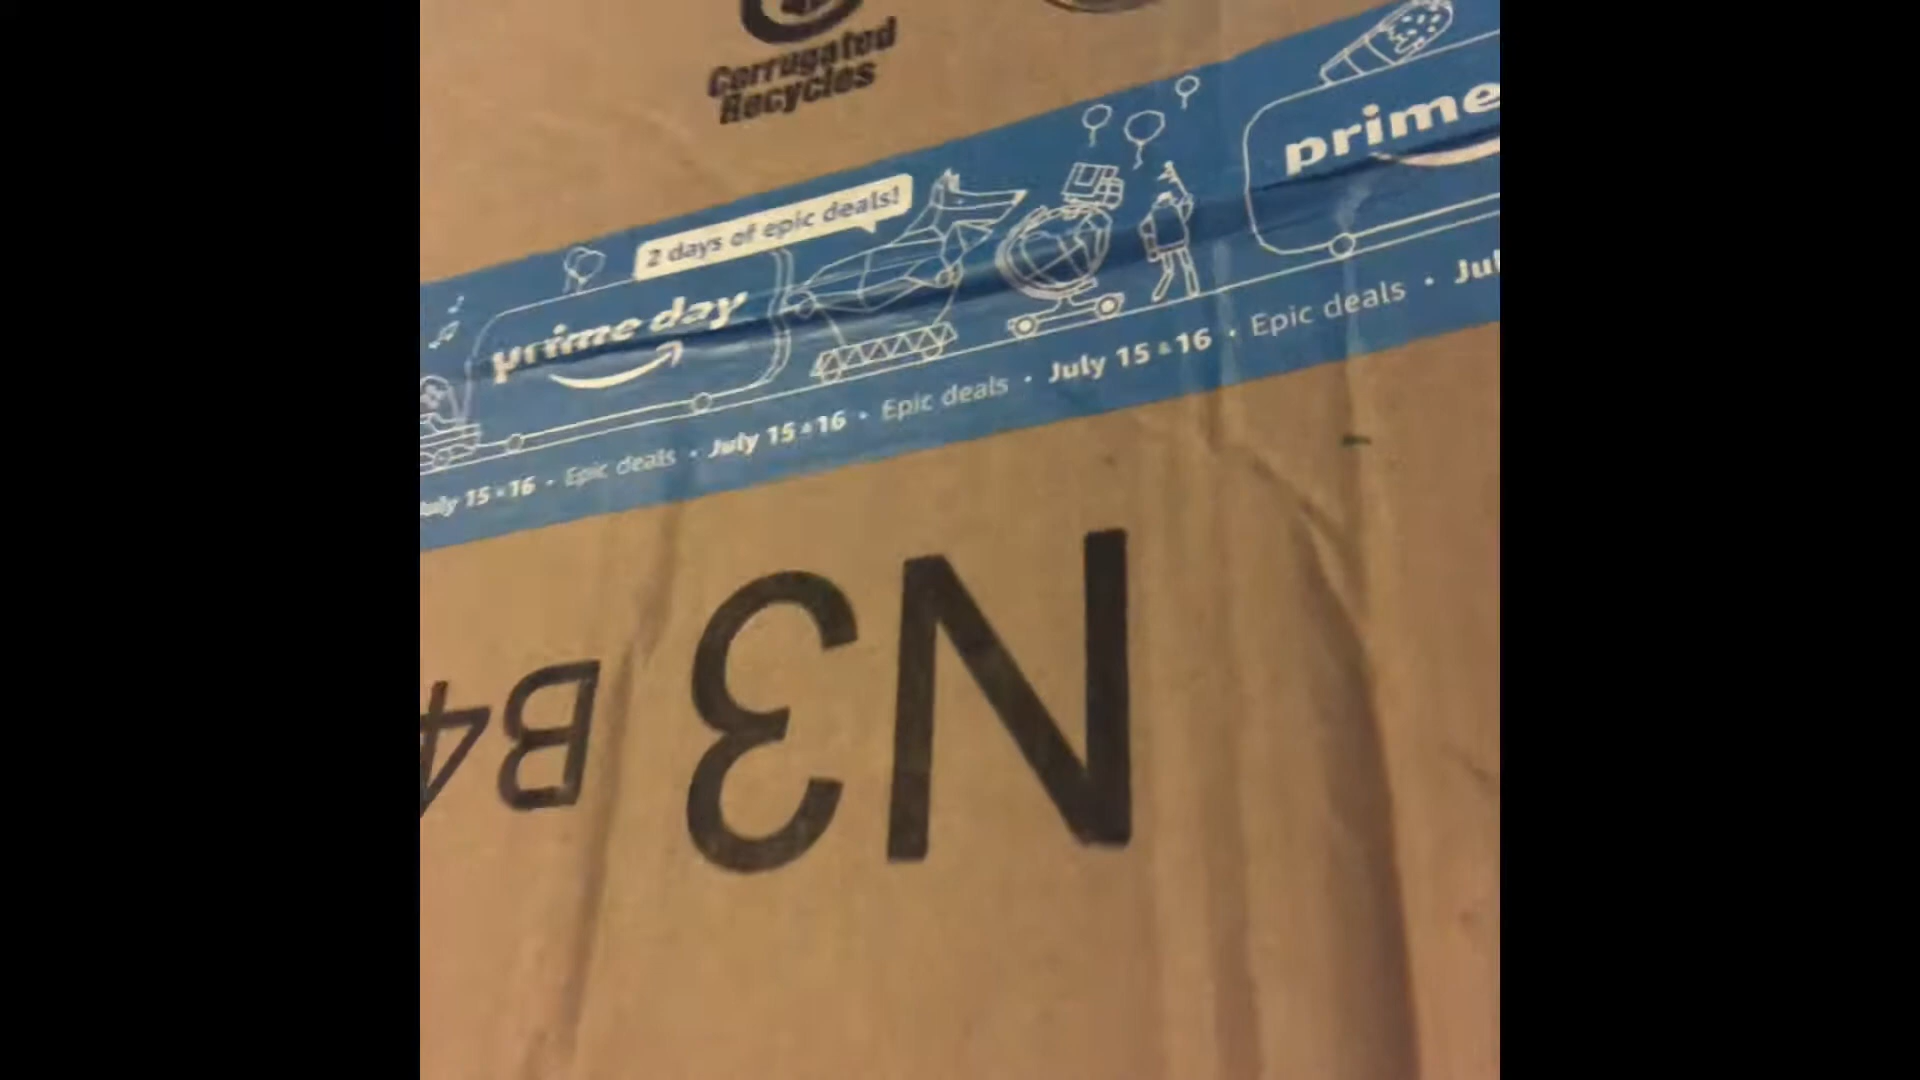 Corrugated
Recycles
2 days of epic deals!
prime day
prime
July 15 & 16 · Epic deals · July 15 & 16 · Epic deals · July 15 & 16 · Epic deals · Jul
N3
B4